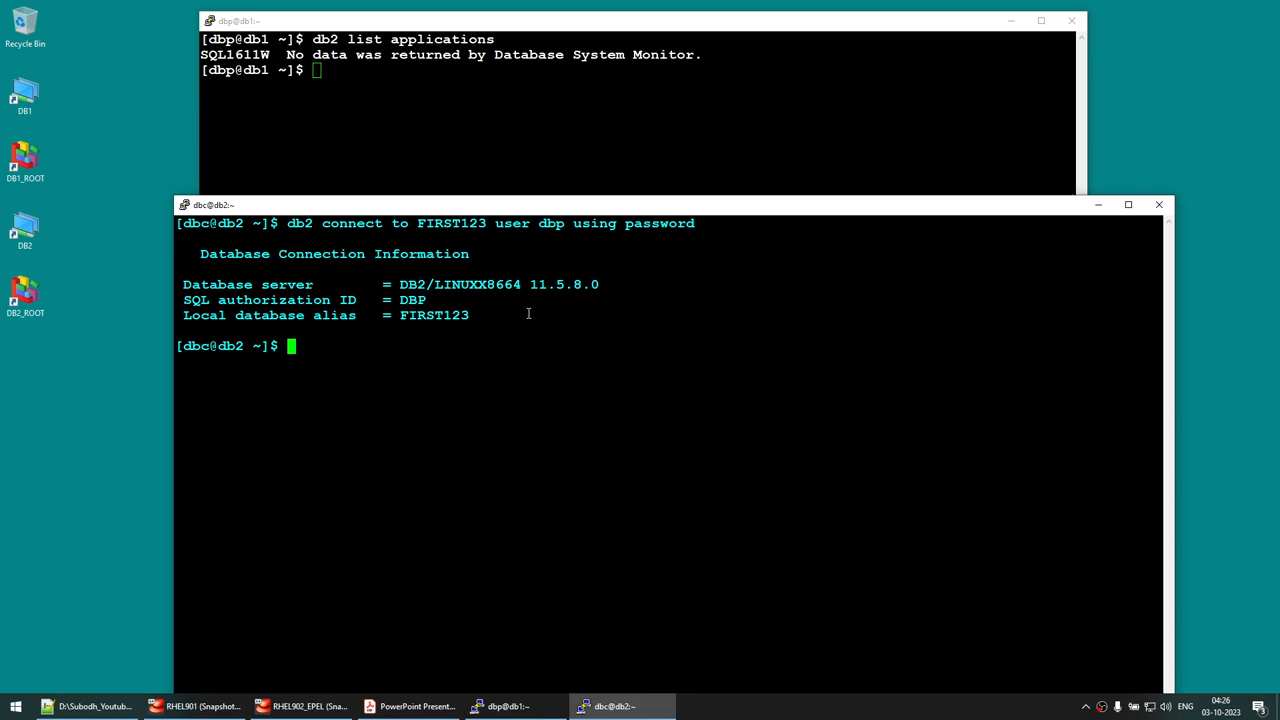 Recycle Bin
DB1
DB1_ROOT
DB2
DB2_ROOT
dbp@db1:~
[dbp@db1 ~]$ db2 list applications
SQL1611W  No data was returned by Database System Monitor.
[dbp@db1 ~]$
dbc@db2:~
[dbc@db2 ~]$ db2 connect to FIRST123 user dbp using password
Database Connection Information
Database server        = DB2/LINUXX8664 11.5.8.0
SQL authorization ID   = DBP
Local database alias   = FIRST123
[dbc@db2 ~]$
D:\Subodh_Youtub...
RHEL901 (Snapshot...
RHEL902_EPEL (Sna...
PowerPoint Present...
dbp@db1:~
dbc@db2:~
ENG
04:26
03-10-2023